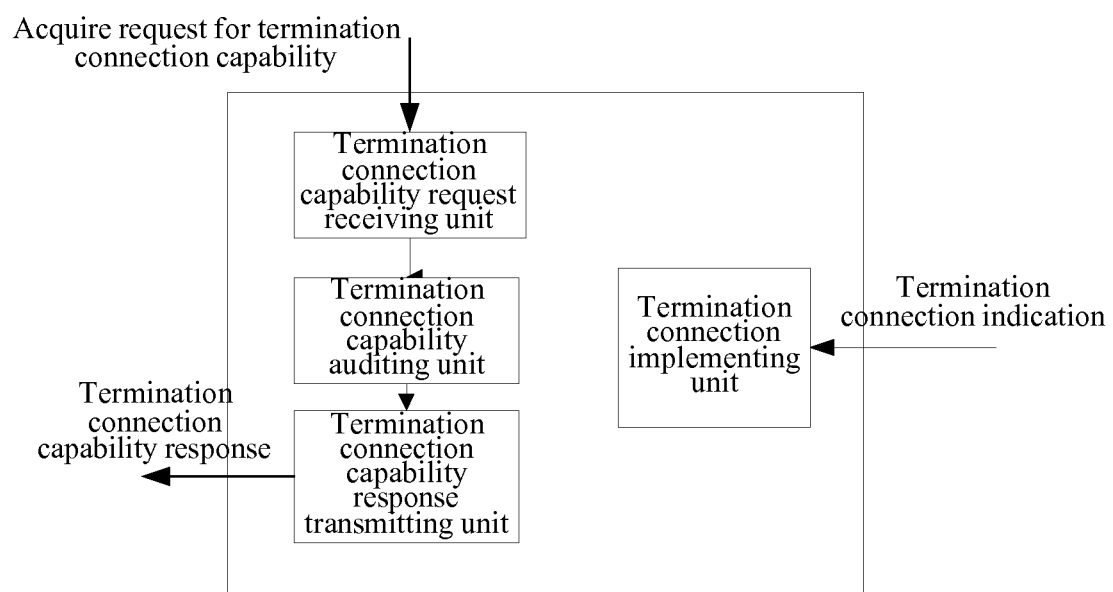 Acquire request for termination
connection capability
Termination
connection
capability request
receiving unit
Termination
connection
capability
auditing unit
Termination
connection
implementing
unit
Termination
connection indication
Termination
connection
capability response
Termination
connection
capability
response
transmitting unit